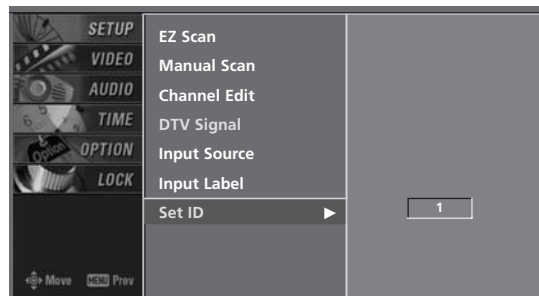 SETUP
VIDEO
AUDIO
TIME
OPTION
LOCK
Move MENU Prev
EZ Scan
Manual Scan
Channel Edit
DTV Signal
Input Source
Input Label
Set ID ▶
1